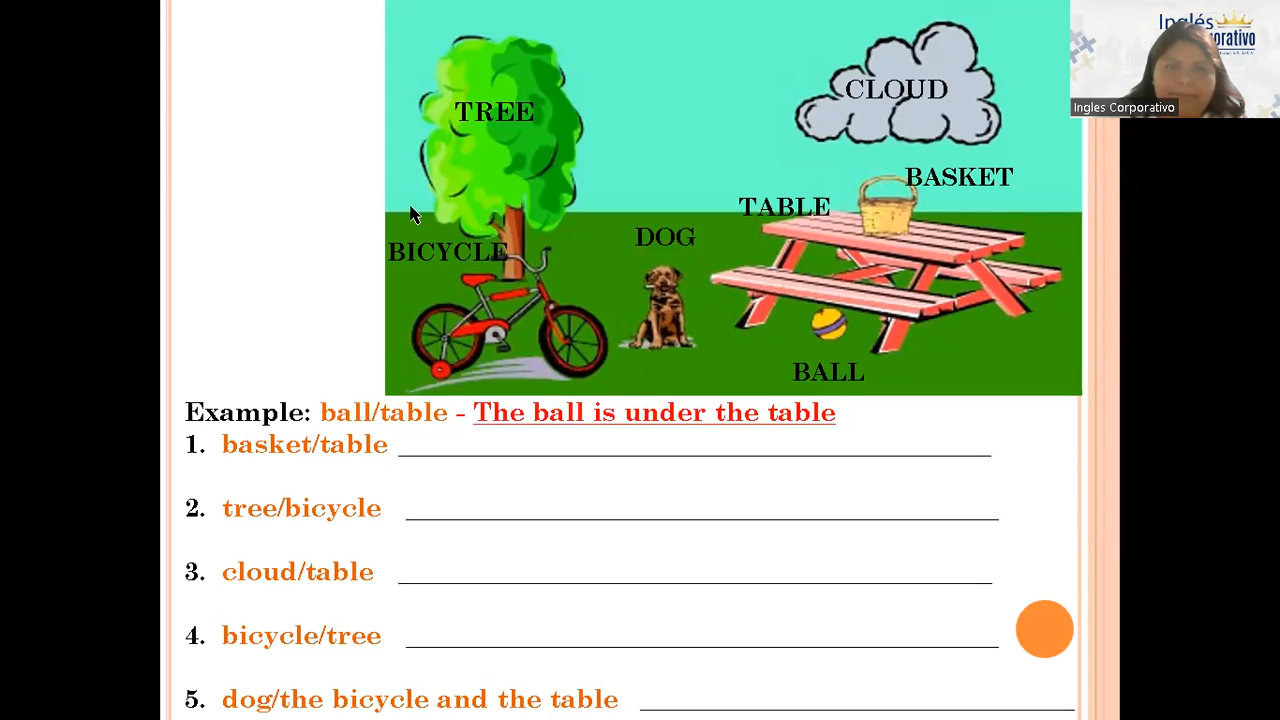 Inglés
orativo
Ingles Corporativo
TREE
CLOUD
BASKET
TABLE
DOG
BICYCLE
BALL
Example: ball/table - The ball is under the table
1. basket/table
2. tree/bicycle
3. cloud/table
4. bicycle/tree
5. dog/the bicycle and the table